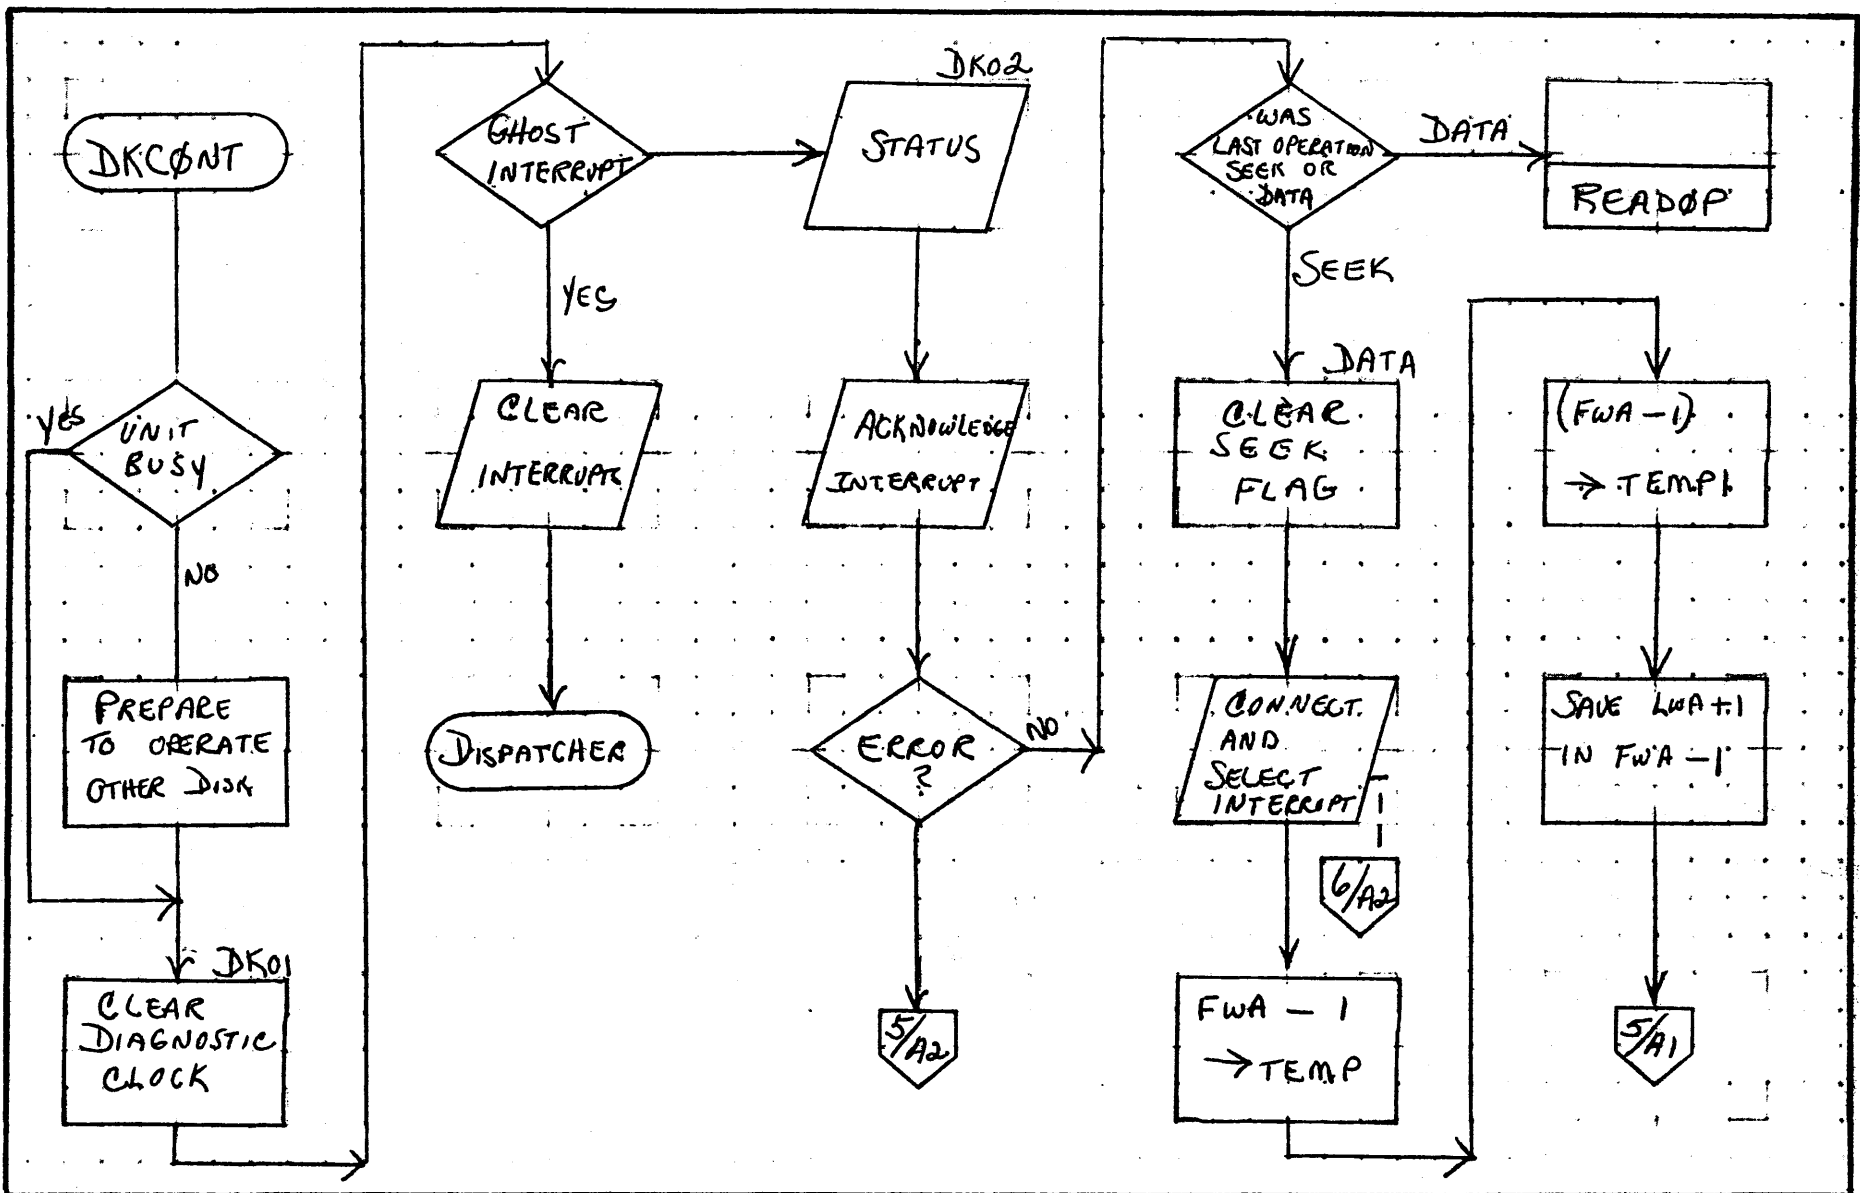 DKCØNT
YES
UNIT
BUSY
NO
PREPARE
TO OPERATE
OTHER DISK
DK01
CLEAR
DIAGNOSTIC
CLOCK
GHOST
INTERRUPT
YES
CLEAR
INTERRUPTS
DISPATCHER
DK02
STATUS
ACKNOWLEDGE
INTERRUPT
ERROR
?
NO
5/A2
WAS
LAST OPERATION
SEEK OR
DATA
DATA
READØP
SEEK
DATA
CLEAR
SEEK
FLAG
CONNECT
AND
SELECT
INTERRUPT
6/A2
FWA - 1
→ TEMP
(FWA - 1)
→ TEMP1
SAVE LWA+1
IN FWA - 1
5/A1